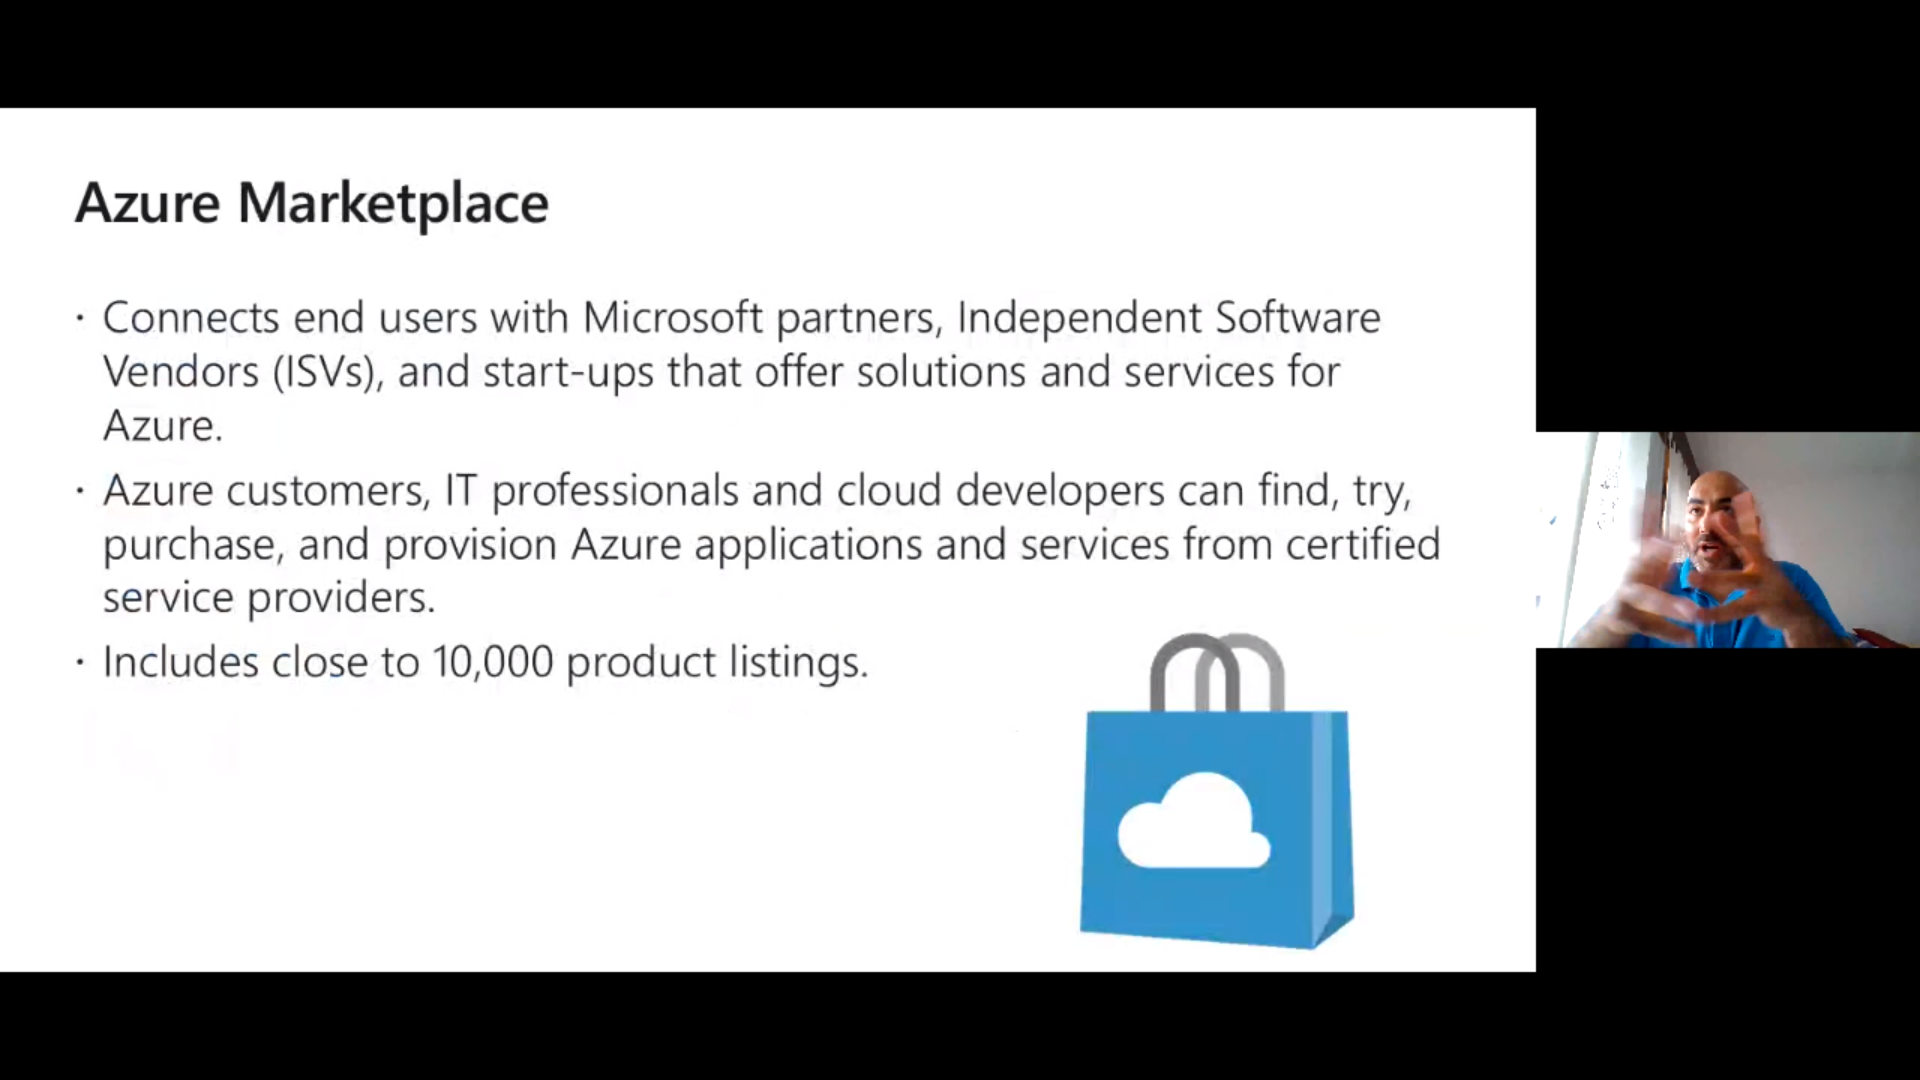 Azure Marketplace
· Connects end users with Microsoft partners, Independent Software
Vendors (ISVs), and start-ups that offer solutions and services for
Azure.
· Azure customers, IT professionals and cloud developers can find, try,
purchase, and provision Azure applications and services from certified
service providers.
· Includes close to 10,000 product listings.